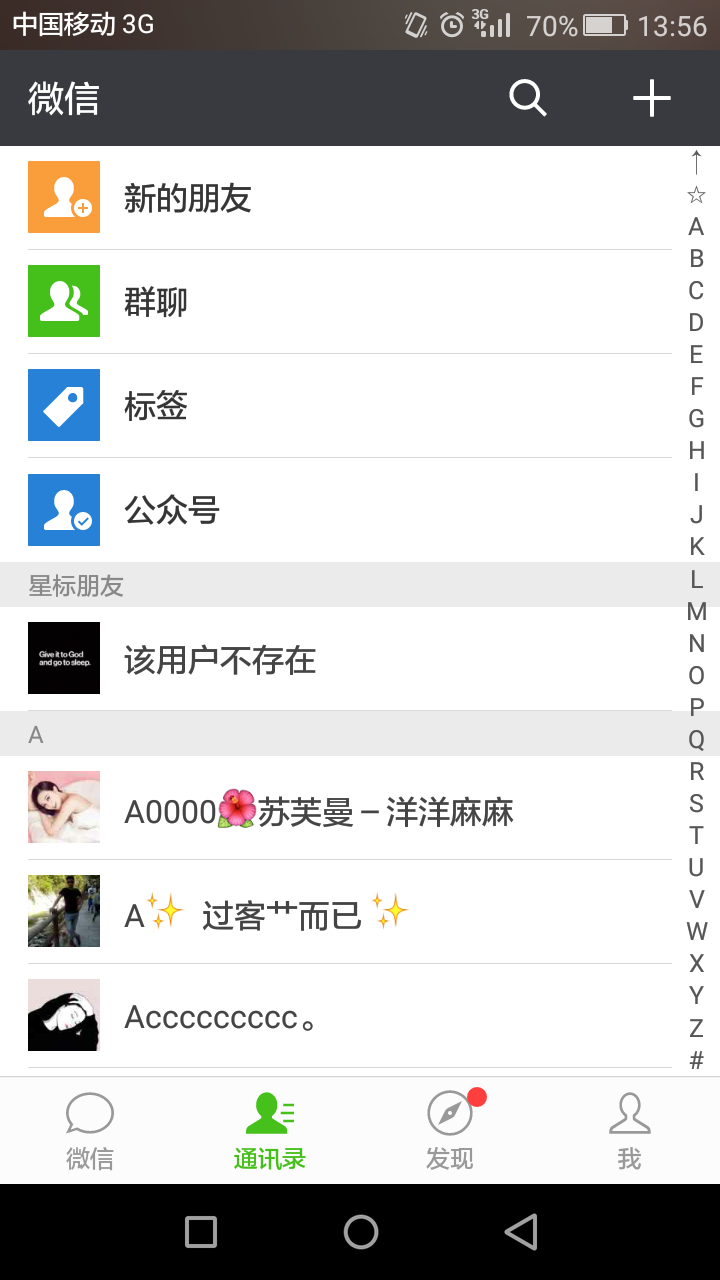 中国移动 3G 3G 70% 13:56
微信
新的朋友
群聊
标签
公众号
星标朋友
Give it to God
and go to sleep.
该用户不存在
A
A0000🌺苏芙曼 – 洋洋麻麻
A✨ 过客艹而已 ✨
Accccccccc。
↑
☆
A
B
C
D
E
F
G
H
I
J
K
L
M
N
O
P
Q
R
S
T
U
V
W
X
Y
Z
#
微信 通讯录 发现 我